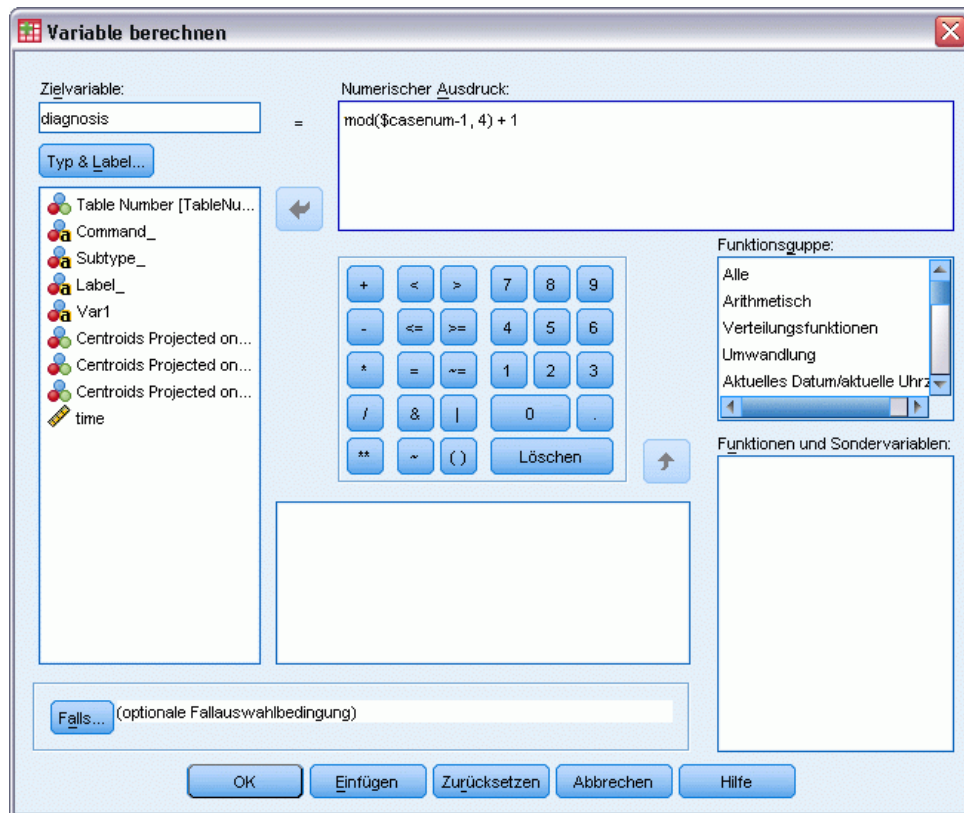 Variable berechnen
Zielvariable:
diagnosis
=
Numerischer Ausdruck:
mod($casenum-1, 4) + 1
Typ & Label...
Table Number [TableNu...
Command_
Subtype_
Label_
Var1
Centroids Projected on...
Centroids Projected on...
Centroids Projected on...
time
+ < > 7 8 9
- <= >= 4 5 6
* = ~= 1 2 3
/ & | 0 .
** ~ ( ) Löschen
Funktionsgruppe:
Alle
Arithmetisch
Verteilungsfunktionen
Umwandlung
Aktuelles Datum/aktuelle Uhrz
Funktionen und Sondervariablen:
Falls... (optionale Fallauswahlbedingung)
OK Einfügen Zurücksetzen Abbrechen Hilfe